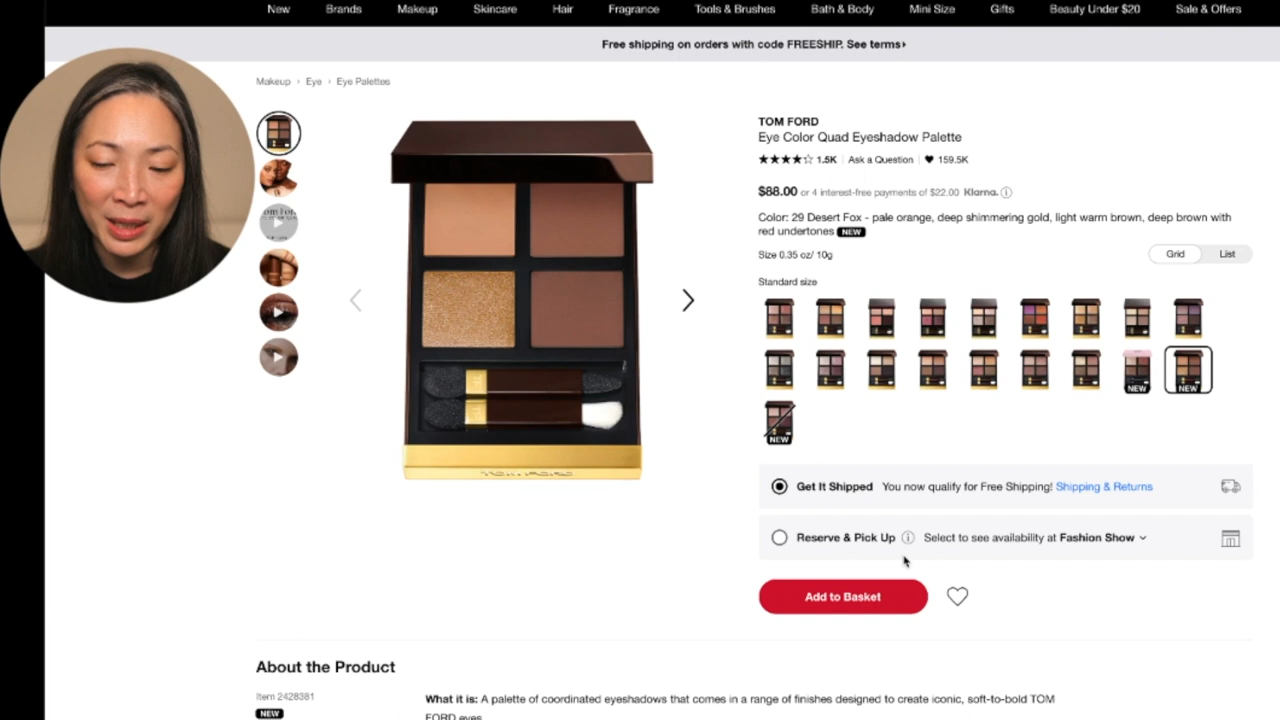 New Brands Makeup Skincare Hair Fragrance Tools & Brushes Bath & Body Mini Size Gifts Beauty Under $20 Sale & Offers
Free shipping on orders with code FREESHIP. See terms
Makeup › Eye › Eye Palettes
TOM FORD
Eye Color Quad Eyeshadow Palette
1.5K Ask a Question 159.5K
$88.00 or 4 interest-free payments of $22.00 Klarna.
Color: 29 Desert Fox - pale orange, deep shimmering gold, light warm brown, deep brown with
red undertones NEW
Size 0.35 oz/ 10g
Grid List
Standard size
NEW NEW
NEW
Get It Shipped You now qualify for Free Shipping! Shipping & Returns
Reserve & Pick Up Select to see availability at Fashion Show
Add to Basket
TOM FORD
About the Product
Item 2428381
NEW
What it is: A palette of coordinated eyeshadows that comes in a range of finishes designed to create iconic, soft-to-bold TOM
FORD eyes